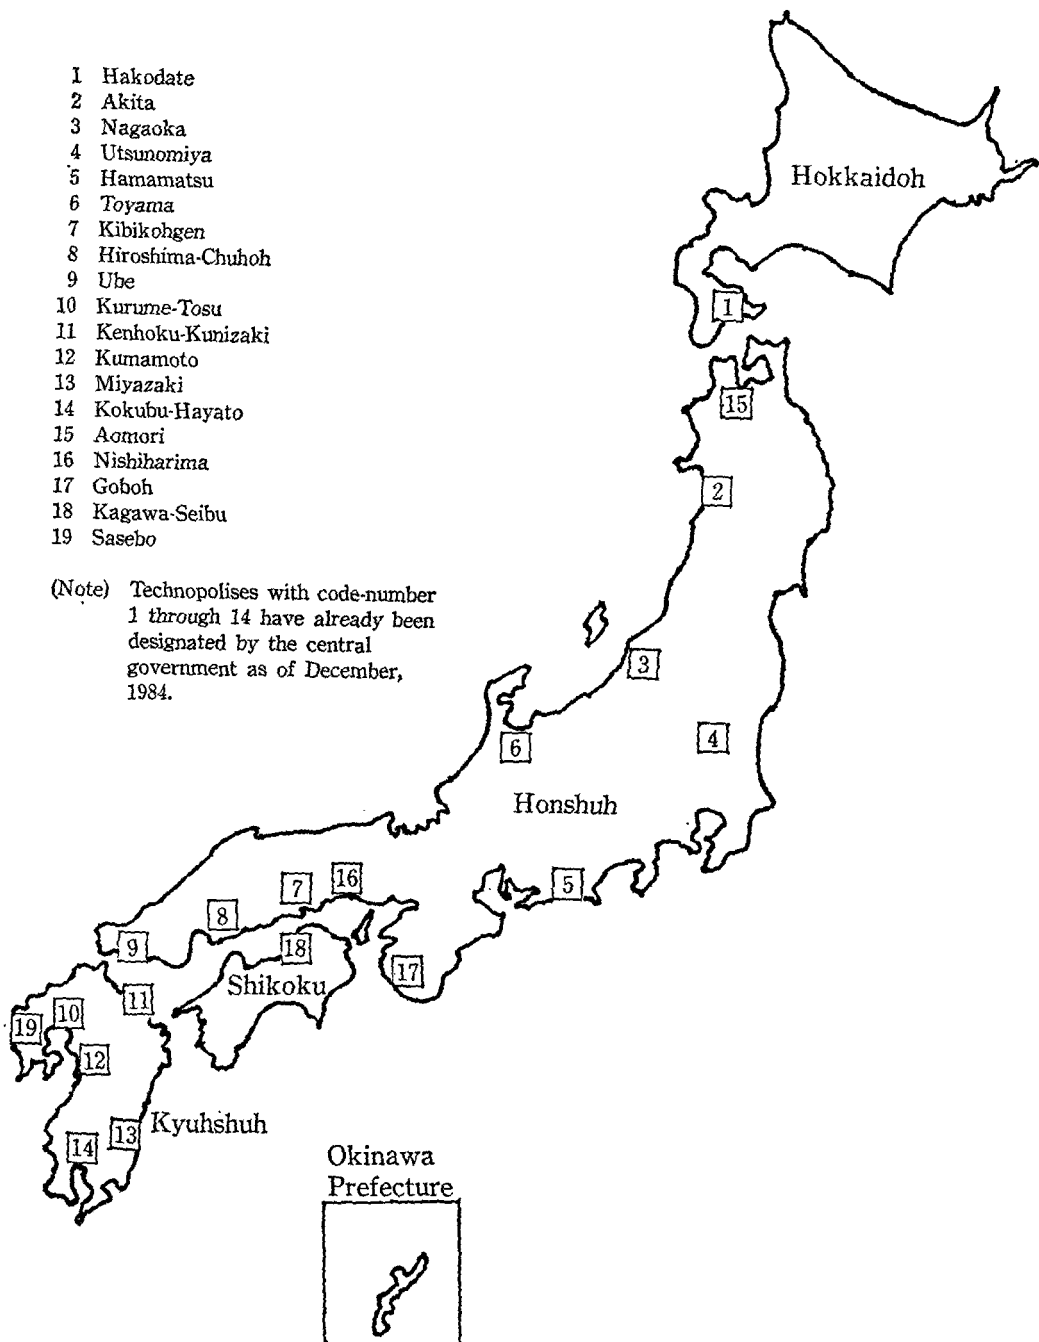 1 Hakodate
2 Akita
3 Nagaoka
4 Utsunomiya
5 Hamamatsu
6 Toyama
7 Kibikohgen
8 Hiroshima-Chuhoh
9 Ube
10 Kurume-Tosu
11 Kenhoku-Kunizaki
12 Kumamoto
13 Miyazaki
14 Kokubu-Hayato
15 Aomori
16 Nishiharima
17 Goboh
18 Kagawa-Seibu
19 Sasebo
(Note) Technopolises with code-number
1 through 14 have already been
designated by the central
government as of December,
1984.
Hokkaidoh
1
15
2
3
4
6
Honshuh
5
16
7
8
18
9
17
Shikoku
11
10
19
12
Kyuhshuh
13
14
Okinawa
Prefecture